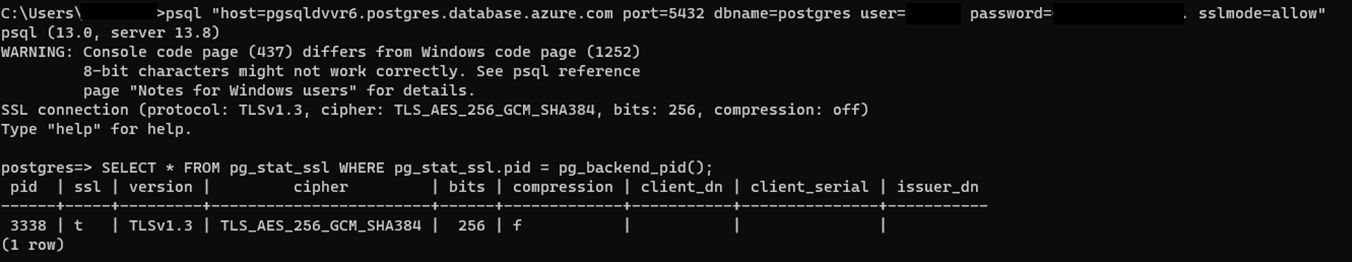 C:\Users\ >psql "host=pgsqldvvr6.postgres.database.azure.com port=5432 dbname=postgres user= password= . sslmode=allow"
psql (13.0, server 13.8)
WARNING: Console code page (437) differs from Windows code page (1252)
         8-bit characters might not work correctly. See psql reference
         page "Notes for Windows users" for details.
SSL connection (protocol: TLSv1.3, cipher: TLS_AES_256_GCM_SHA384, bits: 256, compression: off)
Type "help" for help.

postgres=> SELECT * FROM pg_stat_ssl WHERE pg_stat_ssl.pid = pg_backend_pid();
 pid  | ssl | version |         cipher         | bits | compression | client_dn | client_serial | issuer_dn
------+-----+---------+------------------------+------+-------------+-----------+---------------+-----------
 3338 | t   | TLSv1.3 | TLS_AES_256_GCM_SHA384 |  256 | f           |           |               |
(1 row)